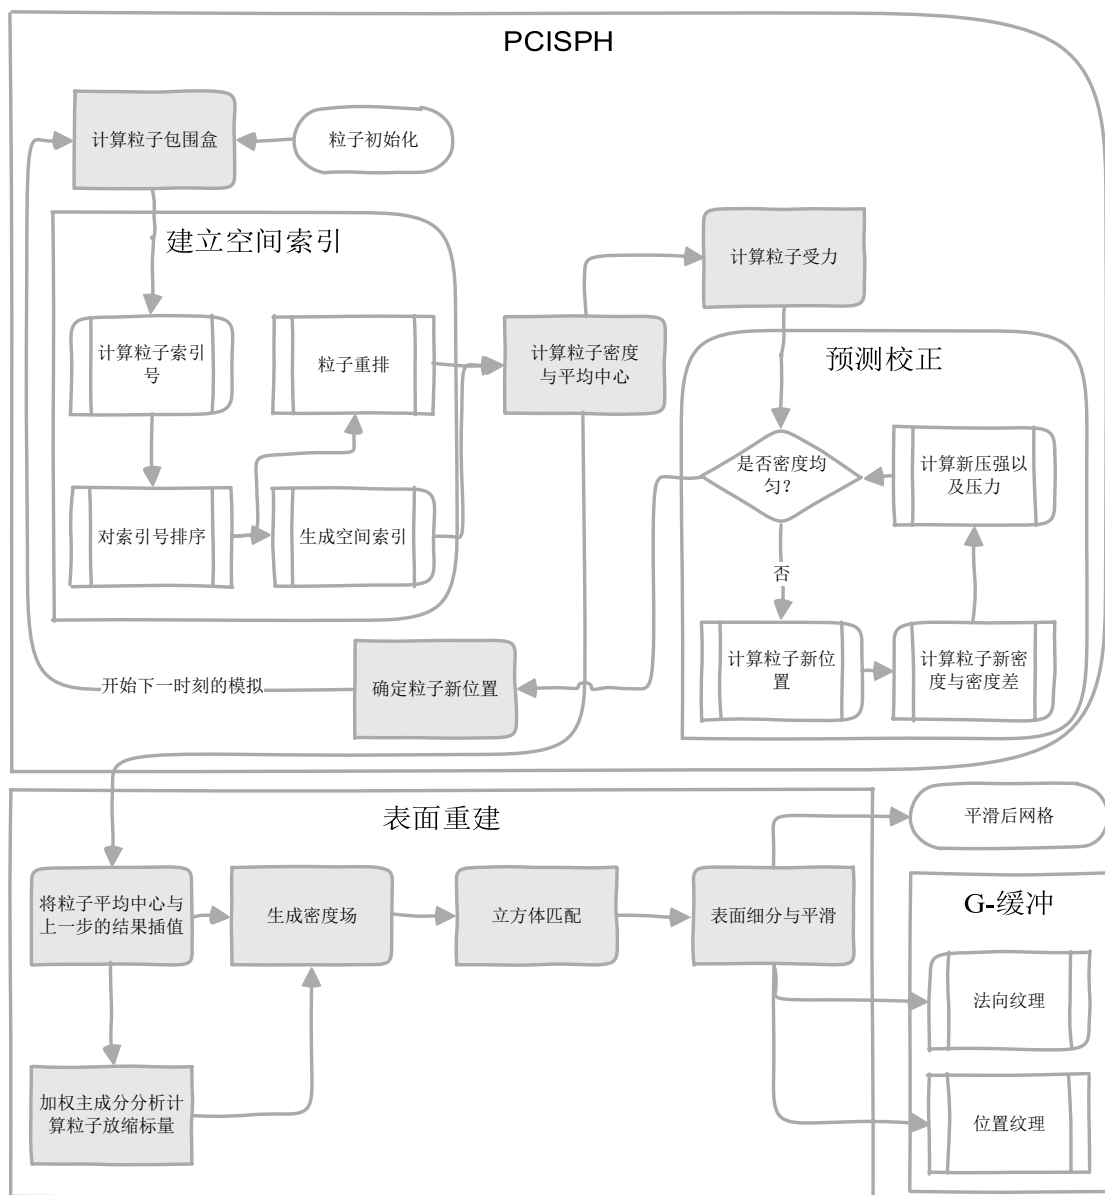 PCISPH
计算粒子包围盒
粒子初始化
建立空间索引
计算粒子受力
计算粒子索引
号
粒子重排
计算粒子密度
与平均中心
预测校正
是否密度均
匀？
计算新压强以
及压力
对索引号排序
生成空间索引
否
计算粒子新位
置
计算粒子新密
度与密度差
开始下一时刻的模拟
确定粒子新位置
表面重建
平滑后网格
将粒子平均中心与
上一步的结果插值
生成密度场
立方体匹配
表面细分与平滑
G-缓冲
法向纹理
加权主成分分析计
算粒子放缩标量
位置纹理